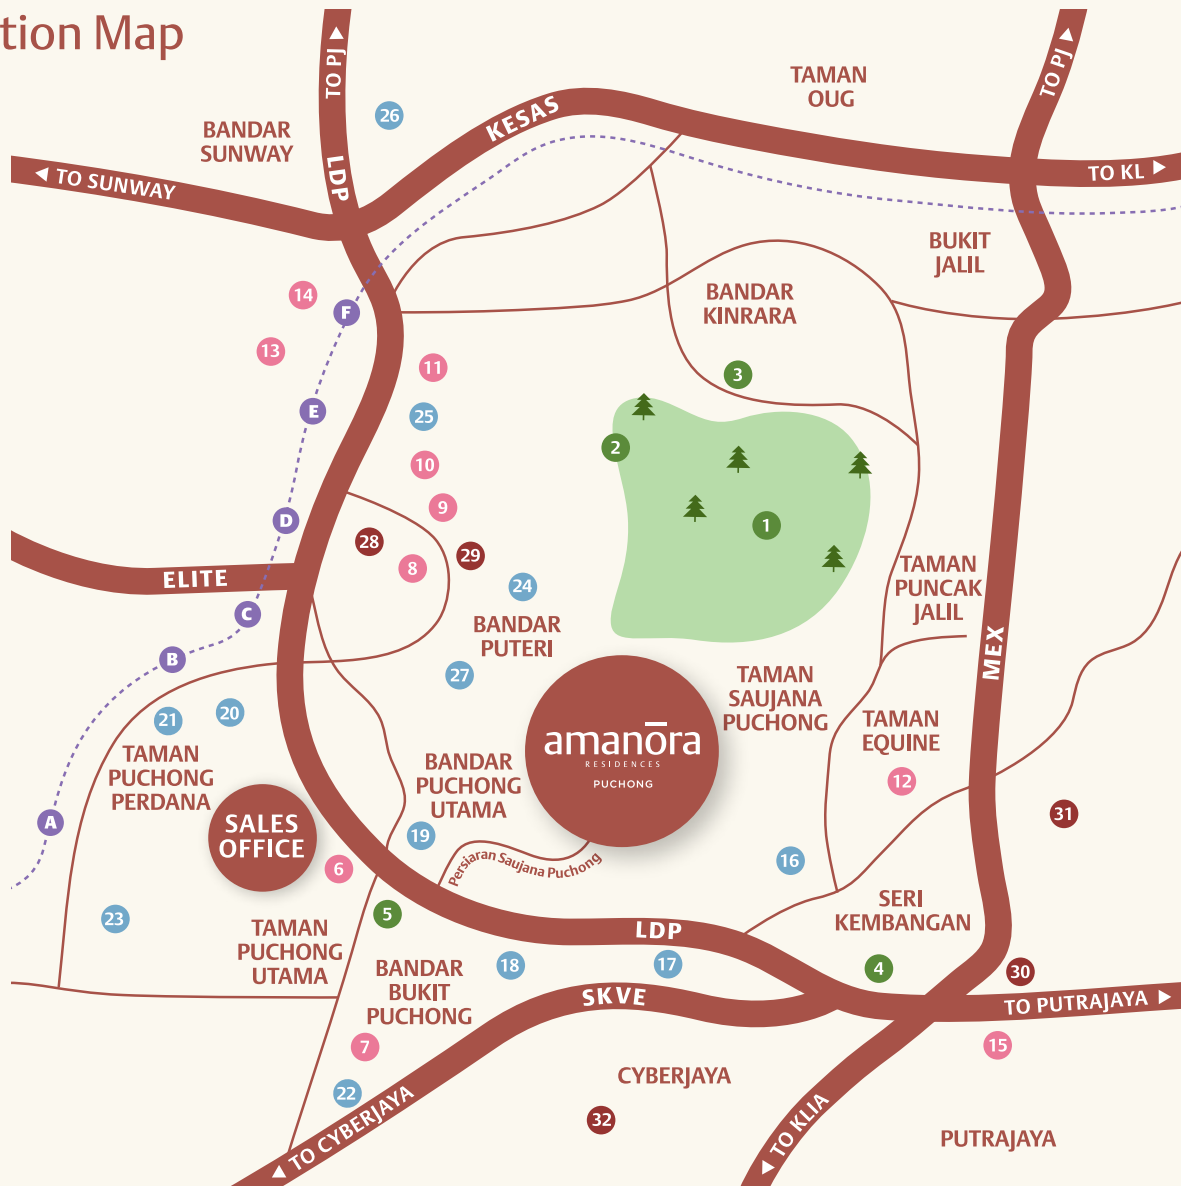 tion Map
TO PJ
TO PJ
TAMAN
OUG
26
KESAS
BANDAR
SUNWAY
LDP
TO SUNWAY
TO KL
BUKIT
JALIL
14
F
BANDAR
KINRARA
13
11
3
E
25
2
10
9
D
1
28
29
8
ELITE
24
TAMAN
PUNCAK
JALIL
C
BANDAR
PUTERI
MEX
B
27
TAMAN
SAUJANA
PUCHONG
21
20
TAMAN
EQUINE
amanōra
RESIDENCES
PUCHONG
TAMAN
PUCHONG
PERDANA
BANDAR
PUCHONG
UTAMA
12
A
SALES
OFFICE
19
31
Persiaran Saujana Puchong
6
16
23
5
SERI
KEMBANGAN
TAMAN
PUCHONG
UTAMA
LDP
18
17
4
30
BANDAR
BUKIT
PUCHONG
SKVE
TO PUTRAJAYA
7
15
CYBERJAYA
22
TO CYBERJAYA
32
TO KLIA
PUTRAJAYA